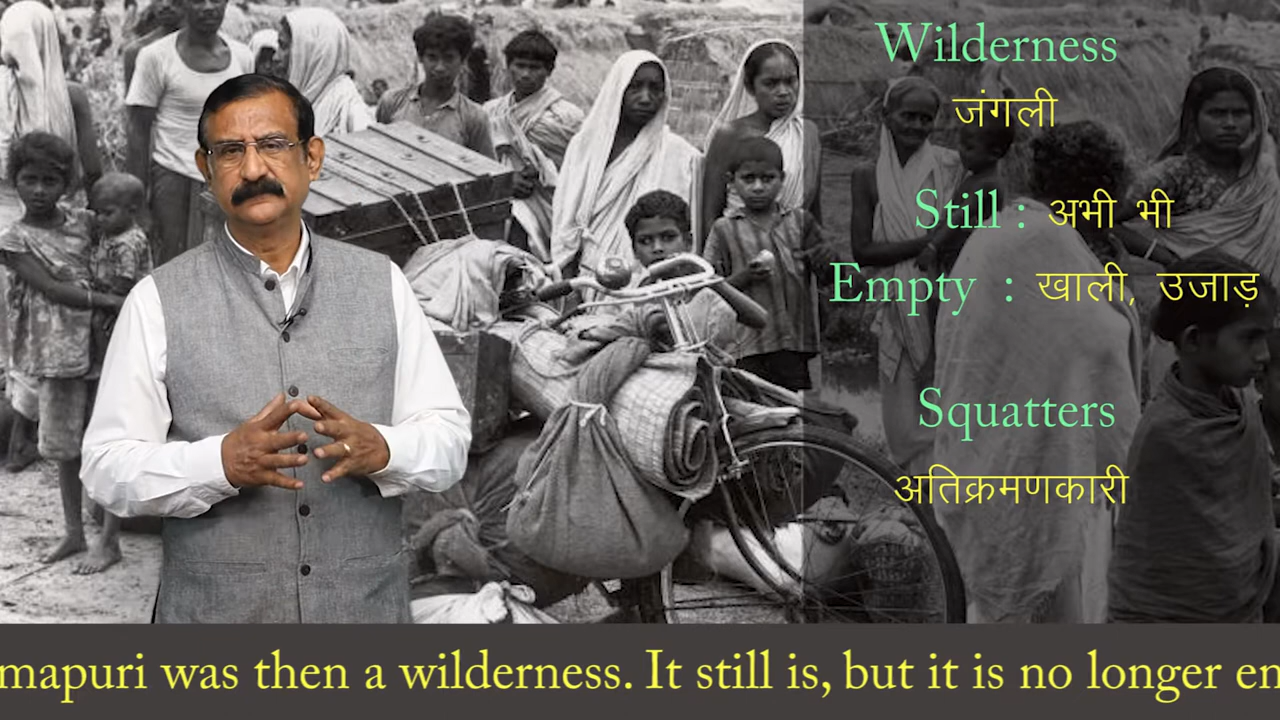 Wilderness
जंगली
Still : अभी भी
Empty : खाली, उजाड़
Squatters
अतिक्रमणकारी
mapuri was then a wilderness. It still is, but it is no longer en